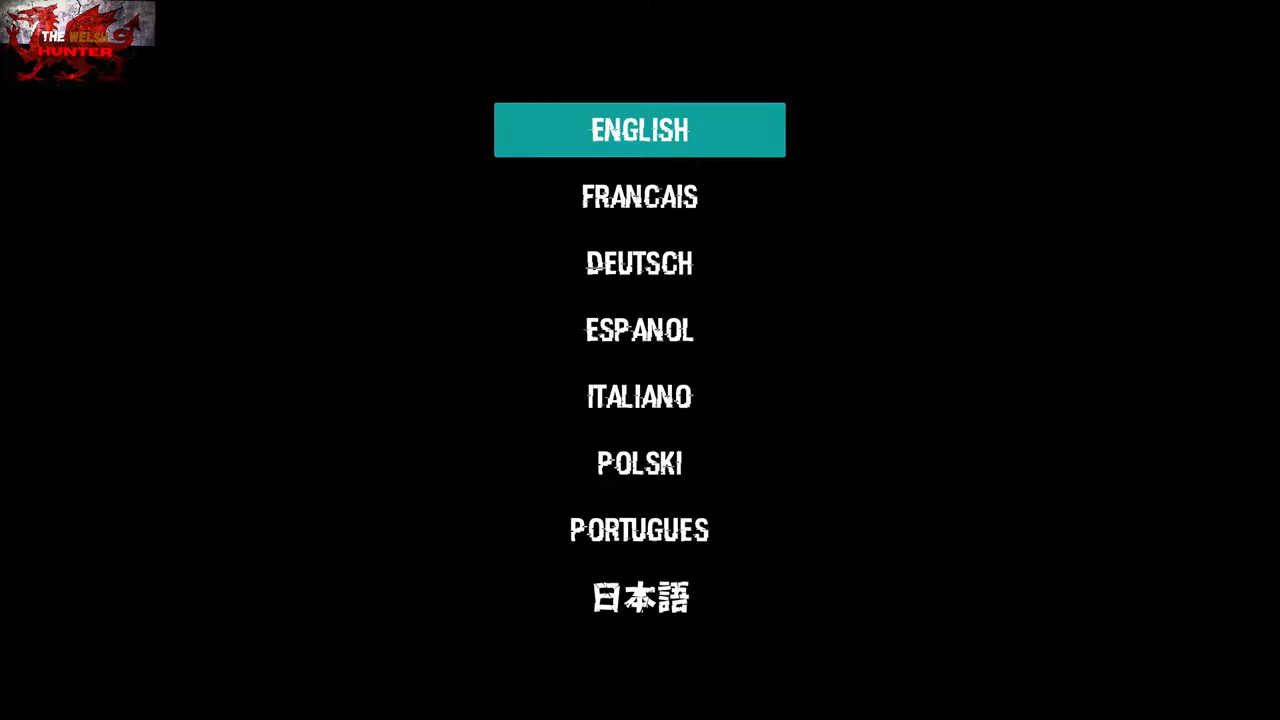 THE WELSH
HUNTER
ENGLISH
FRANCAIS
DEUTSCH
ESPANOL
ITALIANO
POLSKI
PORTUGUES
日本語